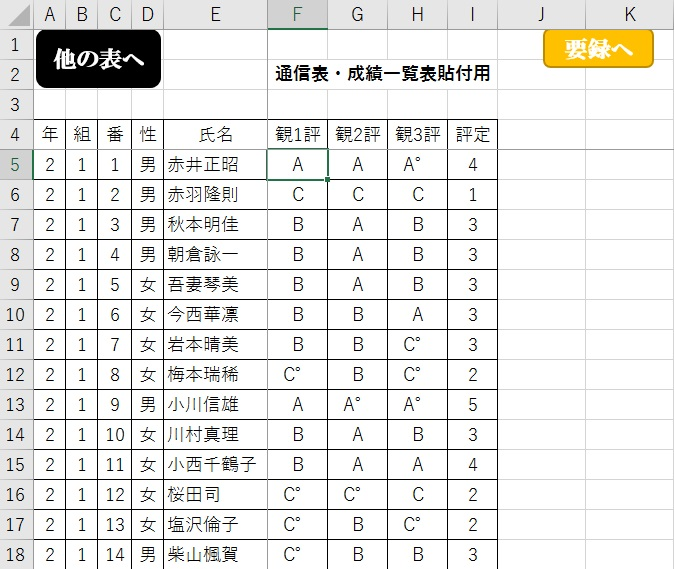 A B C D E F G H I J K
1 他の表へ 要録へ
2 通信表・成績一覧表貼付用
3
4 年 組 番 性 氏名 観1評 観2評 観3評 評定
5 2 1 1 男 赤井正昭 A A A° 4
6 2 1 2 男 赤羽隆則 C C C 1
7 2 1 3 男 秋本明佳 B A B 3
8 2 1 4 男 朝倉詠一 B A B 3
9 2 1 5 女 吾妻琴美 B A B 3
10 2 1 6 女 今西華凛 B B A 3
11 2 1 7 女 岩本晴美 B B C° 3
12 2 1 8 女 梅本瑞稀 C° B C° 2
13 2 1 9 男 小川信雄 A A° A° 5
14 2 1 10 女 川村真理 B A B 3
15 2 1 11 女 小西千鶴子 B A A 4
16 2 1 12 女 桜田司 C° C° C 2
17 2 1 13 女 塩沢倫子 C° B C° 2
18 2 1 14 男 柴山楓賀 C° B B 3